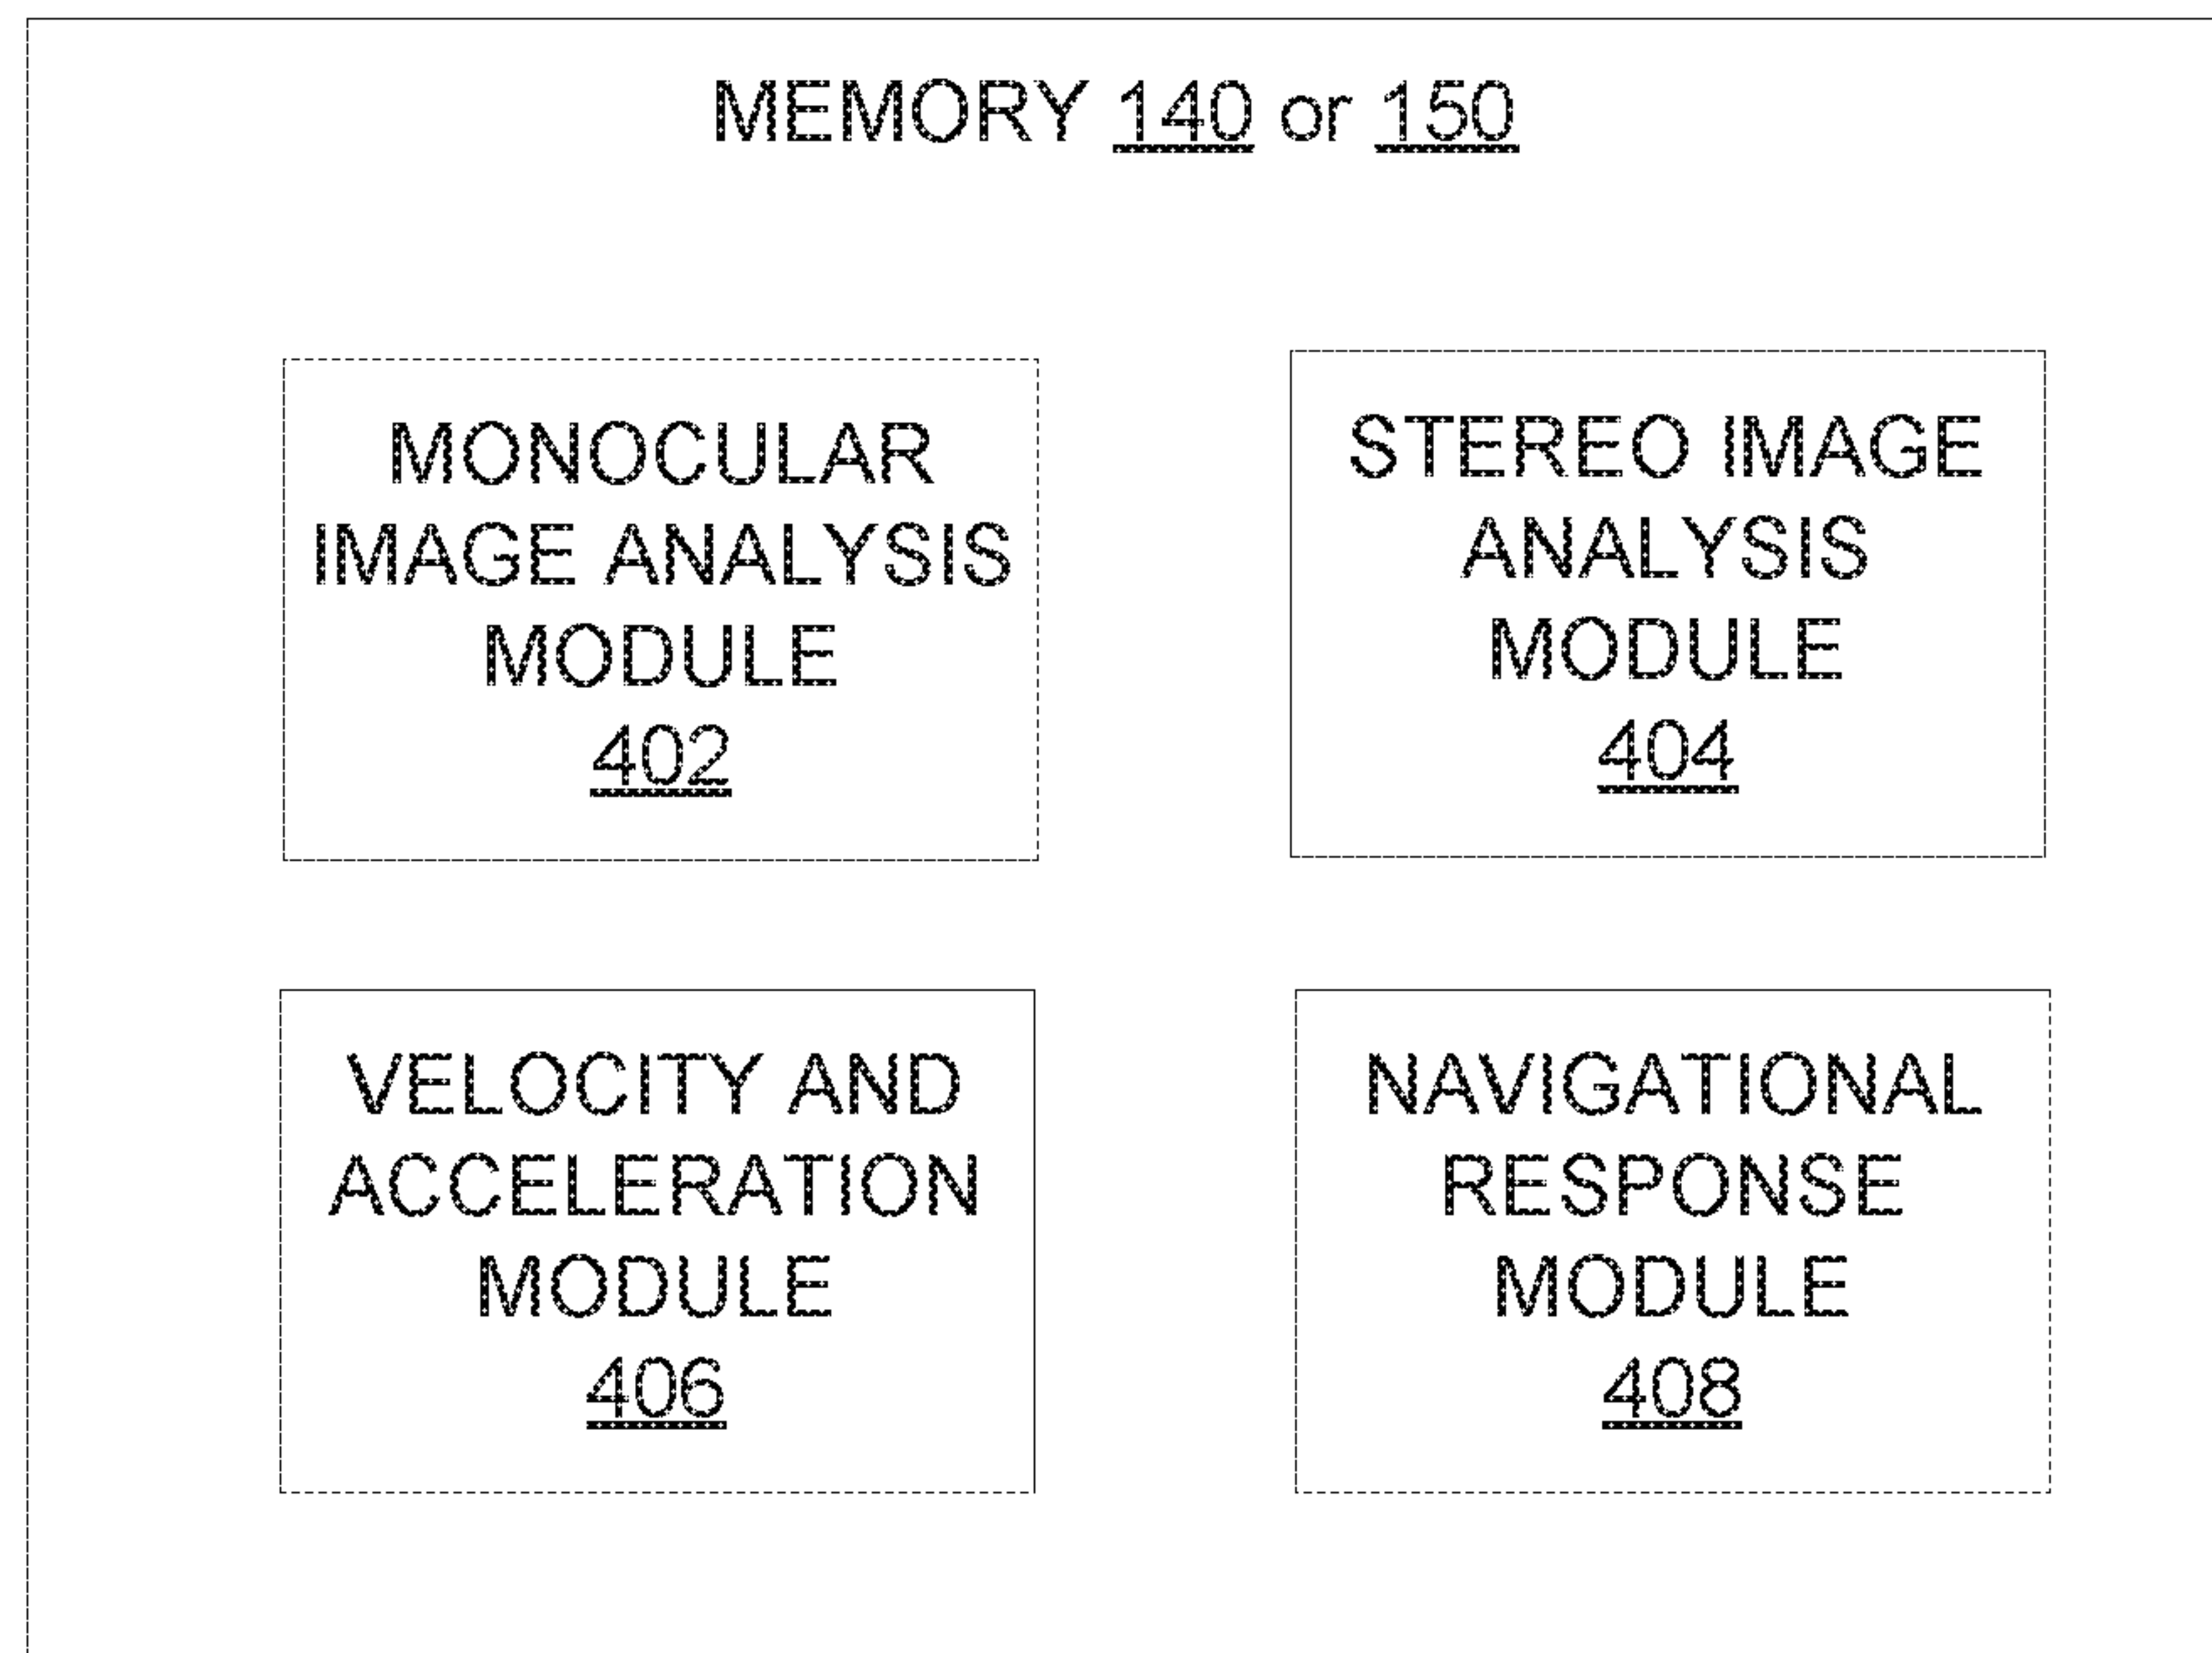 MEMORY 140 or 150
MONOCULAR
IMAGE ANALYSIS
MODULE
402
STEREO IMAGE
ANALYSIS
MODULE
404
VELOCITY AND
ACCELERATION
MODULE
406
NAVIGATIONAL
RESPONSE
MODULE
408